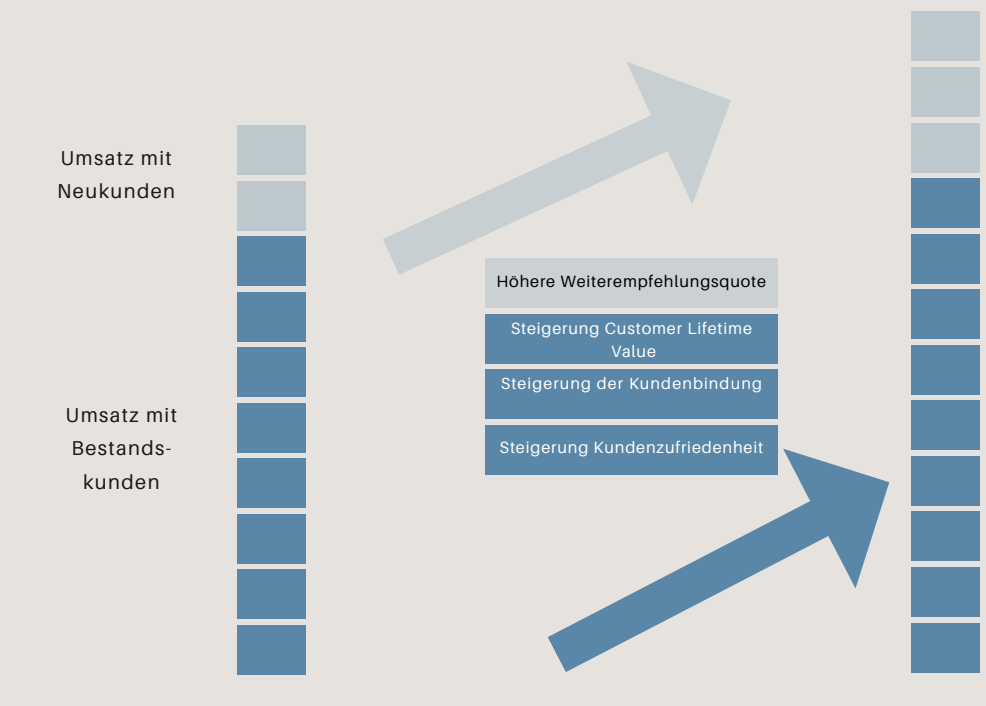 Umsatz mit
Neukunden
Höhere Weiterempfehlungsquote
Steigerung Customer Lifetime
Value
Steigerung der Kundenbindung
Steigerung Kundenzufriedenheit
Umsatz mit
Bestands-
kunden